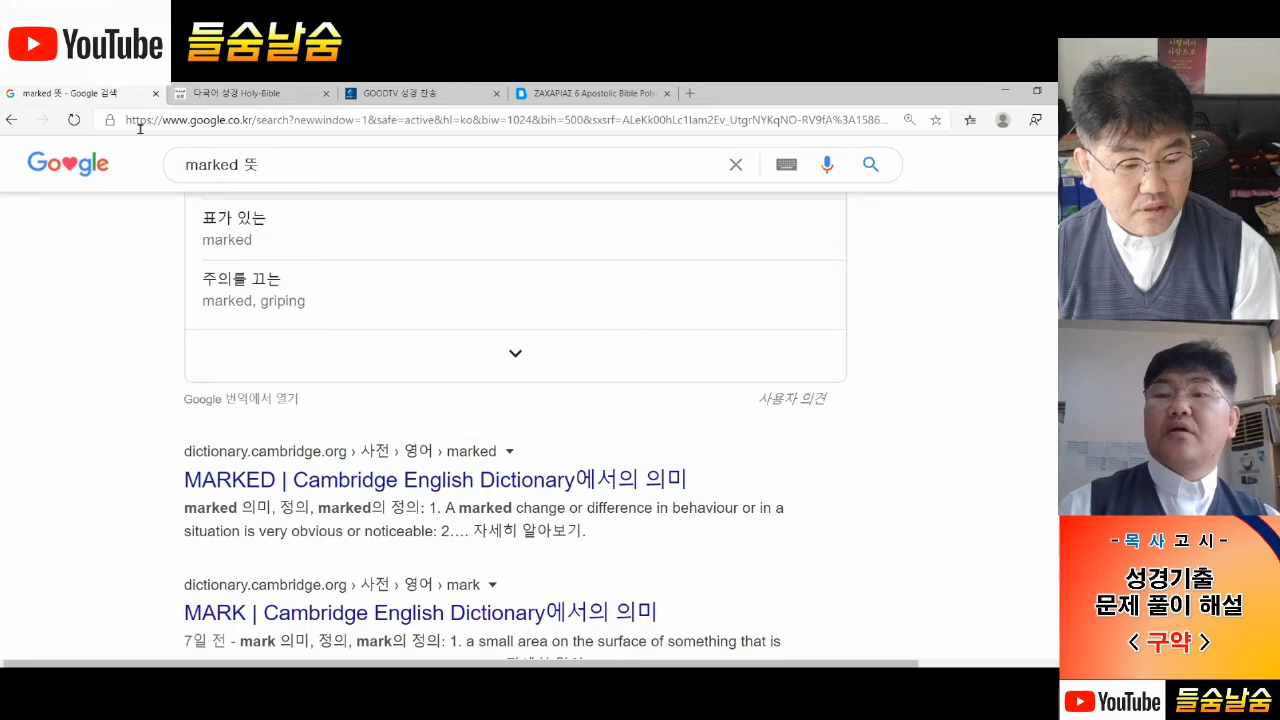 YouTube 들숨날숨
marked 뜻 - Google 검색
다국어 성경 Holy-Bible
GOODTV 성경 찬송
ZAXAPIAΣ 6 Apostolic Bible Poly
https://www.google.co.kr/search?newwindow=1&safe=active&hl=ko&biw=1024&bih=500&sxsrf=ALeKk00hLc1Iam2Ev_UtgrNYKqNO-RV9fA%3A1586...
Google
marked 뜻
표가 있는
marked
주의를 끄는
marked, griping
Google 번역에서 열기
사용자 의견
dictionary.cambridge.org › 사전 › 영어 › marked
MARKED | Cambridge English Dictionary에서의 의미
marked 의미, 정의, marked의 정의: 1. A marked change or difference in behaviour or in a
situation is very obvious or noticeable: 2…. 자세히 알아보기.
dictionary.cambridge.org › 사전 › 영어 › mark
MARK | Cambridge English Dictionary에서의 의미
7일 전 - mark 의미, 정의, mark의 정의: 1. a small area on the surface of something that is
- 목 사 고 시 -
성경기출
문제 풀이 해설
< 구약 >
YouTube 들숨날숨